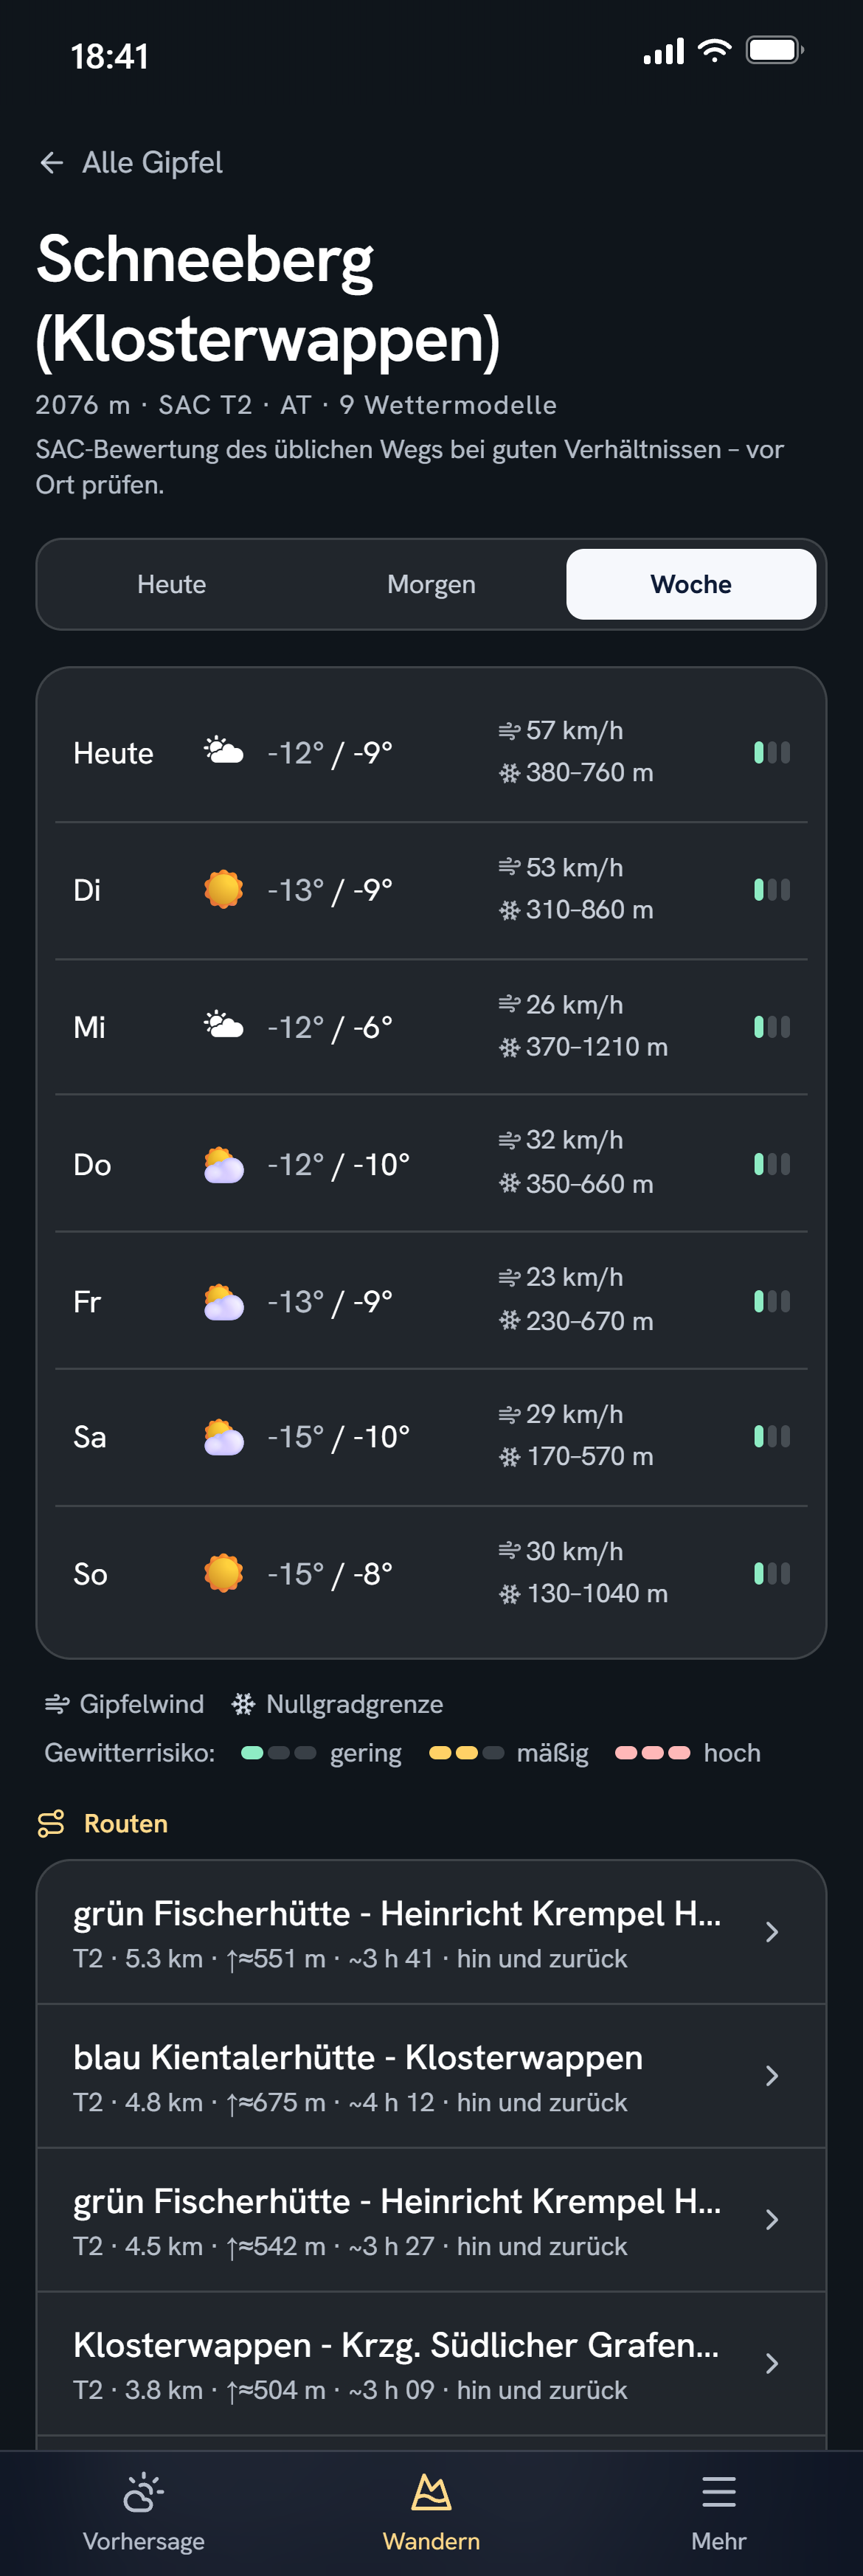 18:41
← Alle Gipfel
Schneeberg
(Klosterwappen)
2076 m · SAC T2 · AT · 9 Wettermodelle
SAC-Bewertung des üblichen Wegs bei guten Verhältnissen – vor
Ort prüfen.
Heute Morgen Woche
Heute -12° / -9° 57 km/h
380–760 m
Di -13° / -9° 53 km/h
310–860 m
Mi -12° / -6° 26 km/h
370–1210 m
Do -12° / -10° 32 km/h
350–660 m
Fr -13° / -9° 23 km/h
230–670 m
Sa -15° / -10° 29 km/h
170–570 m
So -15° / -8° 30 km/h
130–1040 m
Gipfelwind Nullgradgrenze
Gewitterrisiko: gering mäßig hoch
Routen
grün Fischerhütte - Heinricht Krempel H...
T2 · 5.3 km · ↑≈551 m · ~3 h 41 · hin und zurück
blau Kientalerhütte - Klosterwappen
T2 · 4.8 km · ↑≈675 m · ~4 h 12 · hin und zurück
grün Fischerhütte - Heinricht Krempel H...
T2 · 4.5 km · ↑≈542 m · ~3 h 27 · hin und zurück
Klosterwappen - Krzg. Südlicher Grafen...
T2 · 3.8 km · ↑≈504 m · ~3 h 09 · hin und zurück
Vorhersage Wandern Mehr